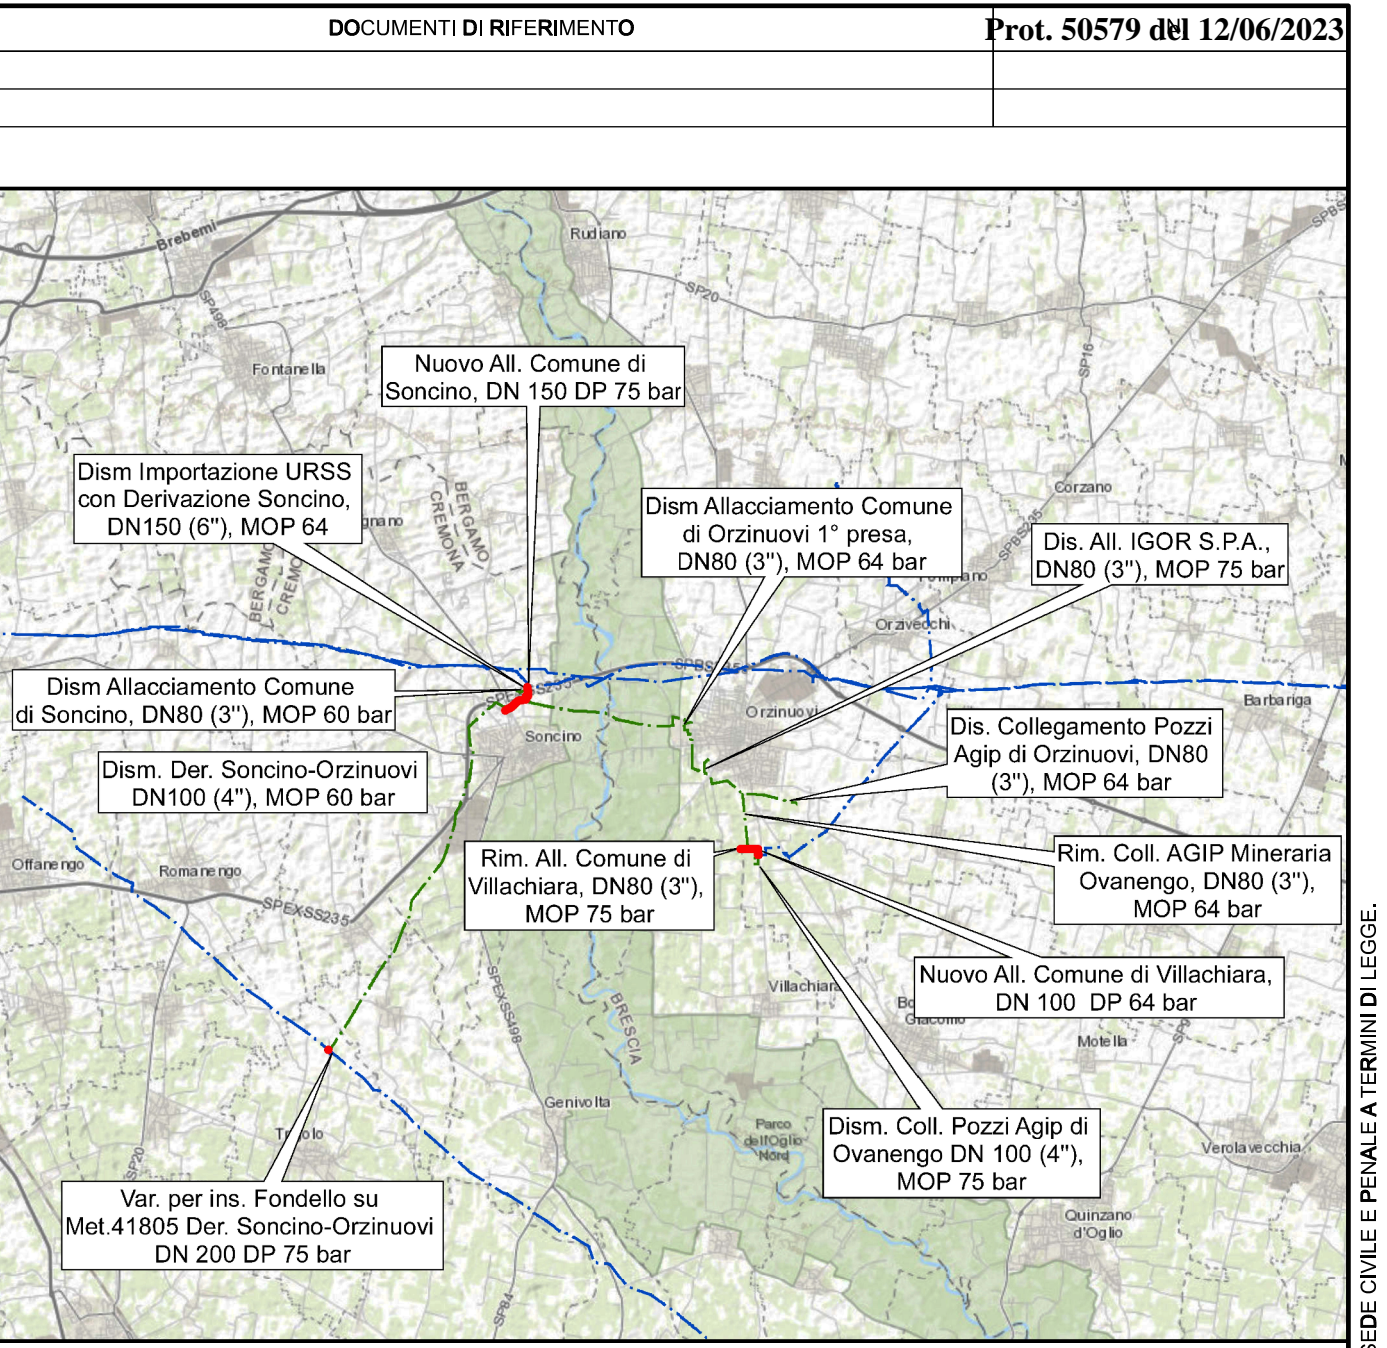 DOCUMENTI DI RIFERIMENTO
Prot. 50579 del 12/06/2023
Brebemi
Rudiano
SPBS
SP20
SP498
SP16
Fontanella
Nuovo All. Comune di
Soncino, DN 150 DP 75 bar
Dism Importazione URSS
con Derivazione Soncino,
DN150 (6"), MOP 64
gnano
BERGAMO
CREMONA
BERGAMO
CREMO
Dism Allacciamento Comune
di Orzinuovi 1° presa,
DN80 (3"), MOP 64 bar
Corzano
SPBS235
Dis. All. IGOR S.P.A.,
DN80 (3"), MOP 75 bar
Orzivecchi
SPBS235
SPEXSS235
Dism Allacciamento Comune
di Soncino, DN80 (3"), MOP 60 bar
Barbariga
Orzinuovi
Soncino
Dis. Collegamento Pozzi
Agip di Orzinuovi, DN80
(3"), MOP 64 bar
Dism. Der. Soncino-Orzinuovi
DN100 (4"), MOP 60 bar
Offanengo
Romanengo
SPEXSS235
Rim. All. Comune di
Villachiara, DN80 (3"),
MOP 75 bar
Rim. Coll. AGIP Mineraria
Ovanengo, DN80 (3"),
MOP 64 bar
Nuovo All. Comune di Villachiara,
DN 100 DP 64 bar
Villachiara
SPEXSS498
BRESCIA
Giacomo
Motella
SP9
Genivolta
Parco
dell'Oglio
Nord
Dism. Coll. Pozzi Agip di
Ovanengo DN 100 (4"),
MOP 75 bar
Verolavecchia
SP20
Var. per ins. Fondello su
Met.41805 Der. Soncino-Orzinuovi
DN 200 DP 75 bar
Quinzano
d'Oglio
SP84
SEDE CIVILE E PENALE A TERMINI DI LEGGE.